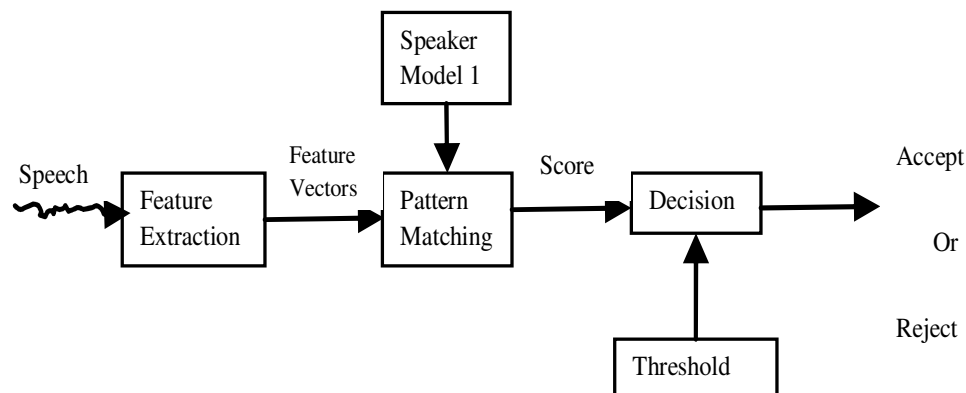 Speaker
Model 1
Speech
Feature
Extraction
Feature
Vectors
Pattern
Matching
Score
Decision
Threshold
Accept
Or
Reject